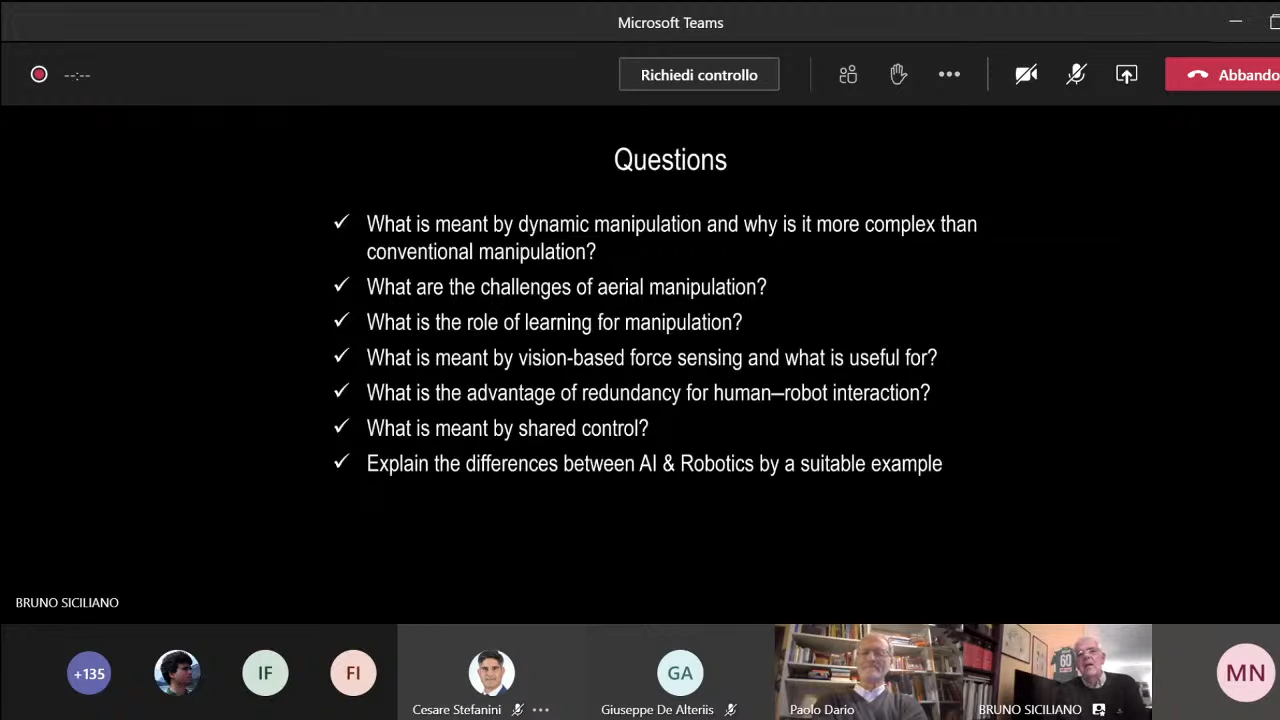 Microsoft Teams
--:--
Richiedi controllo
Abbando
Questions
What is meant by dynamic manipulation and why is it more complex than
conventional manipulation?
What are the challenges of aerial manipulation?
What is the role of learning for manipulation?
What is meant by vision-based force sensing and what is useful for?
What is the advantage of redundancy for human–robot interaction?
What is meant by shared control?
Explain the differences between AI & Robotics by a suitable example
BRUNO SICILIANO
+135
IF
FI
GA
60
MN
Cesare Stefanini
Giuseppe De Alteriis
Paolo Dario
BRUNO SICILIANO